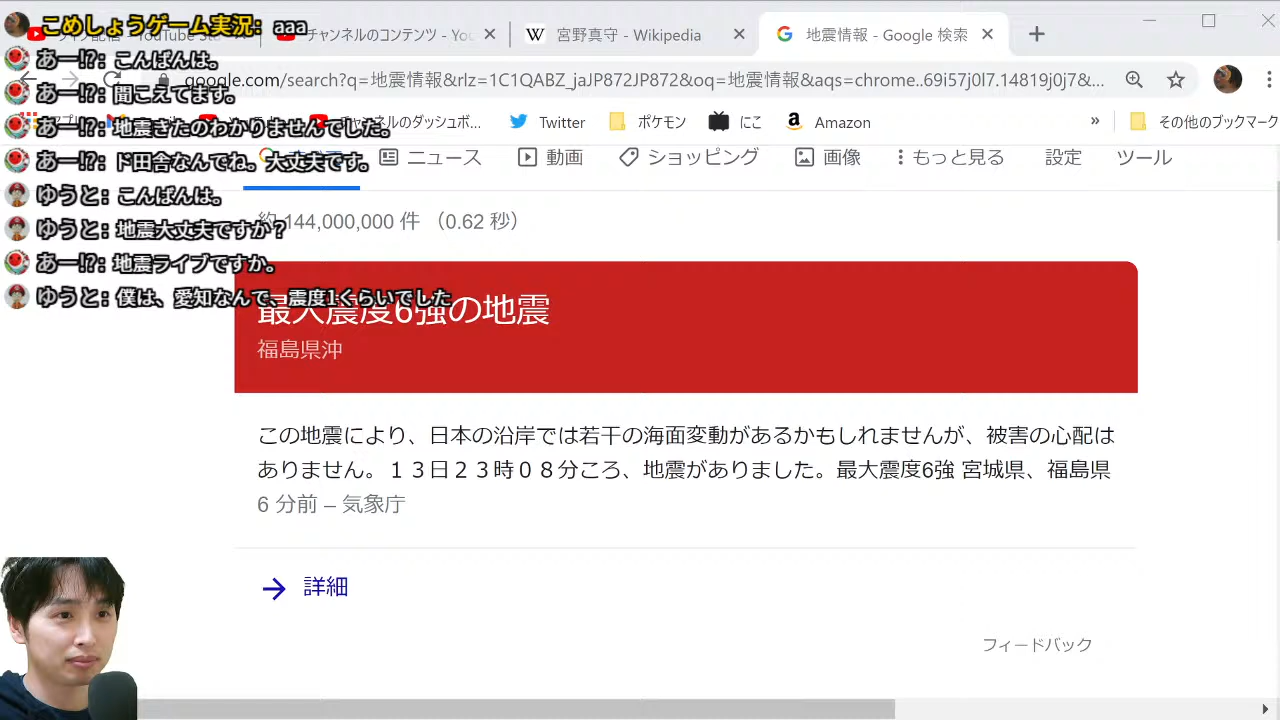 こめしょうゲーム実況: aaa
チャンネルのコンテンツ - You
宮野真守 - Wikipedia
地震情報 - Google 検索
あー!?: こんばんは。
google.com/search?q=地震情報&rlz=1C1QABZ_jaJP872JP872&oq=地震情報&aqs=chrome..69i57j0l7.14819j0j7&...
あー!?: 聞こえてます。
あー!?: 地震きたのわかりませんでした。
チャンネルのダッシュボ...
Twitter
ポケモン
にこ
Amazon
»
その他のブックマーク
あー!?: ド田舎なんでね。大丈夫です。
ニュース
動画
ショッピング
画像
もっと見る
設定
ツール
ゆうと: こんばんは。
約 144,000,000 件 （0.62 秒）
ゆうと: 地震大丈夫ですか?
あー!?: 地震ライブですか。
ゆうと: 僕は、愛知なんで、震度1くらいでした
最大震度6強の地震
福島県沖
この地震により、日本の沿岸では若干の海面変動があるかもしれませんが、被害の心配は
ありません。１３日２３時０８分ころ、地震がありました。最大震度6強 宮城県、福島県
6 分前 – 気象庁
詳細
フィードバック